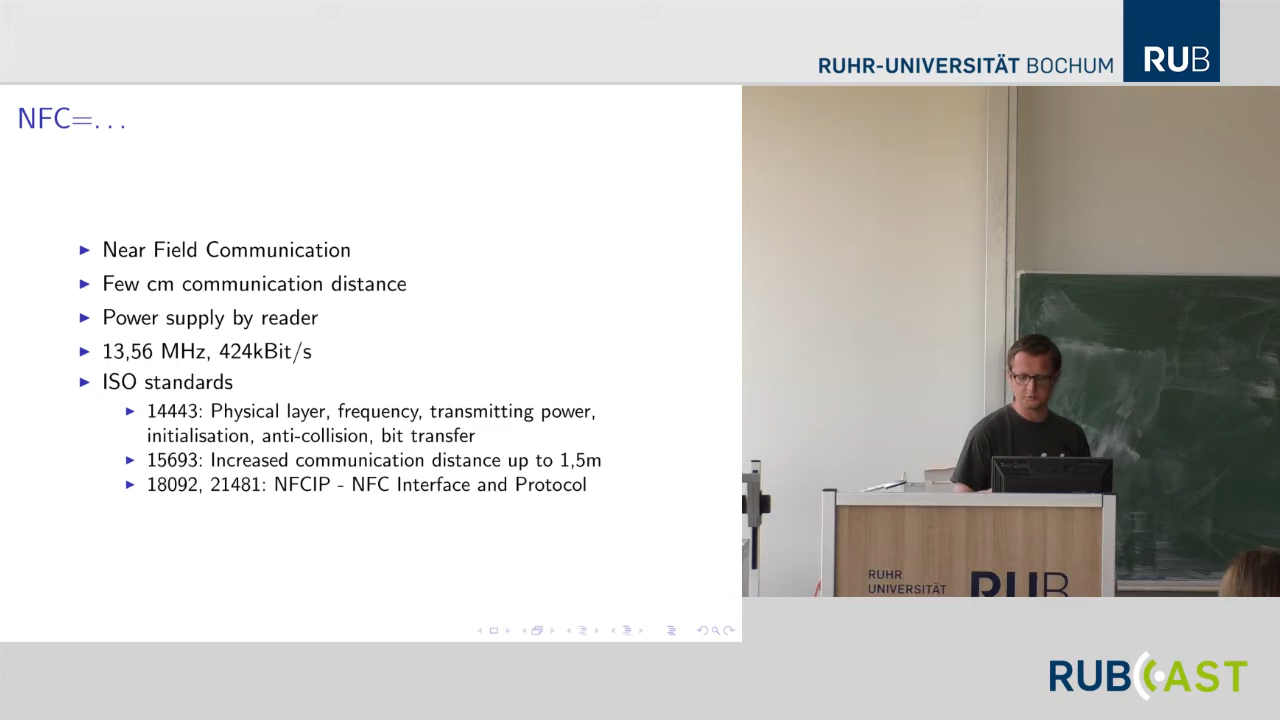 RUHR-UNIVERSITÄT BOCHUM RUB
NFC=...
Near Field Communication
Few cm communication distance
Power supply by reader
13,56 MHz, 424kBit/s
ISO standards
14443: Physical layer, frequency, transmitting power,
initialisation, anti-collision, bit transfer
15693: Increased communication distance up to 1,5m
18092, 21481: NFCIP - NFC Interface and Protocol
RUHR
UNIVERSITÄT
RUB
RUBCAST